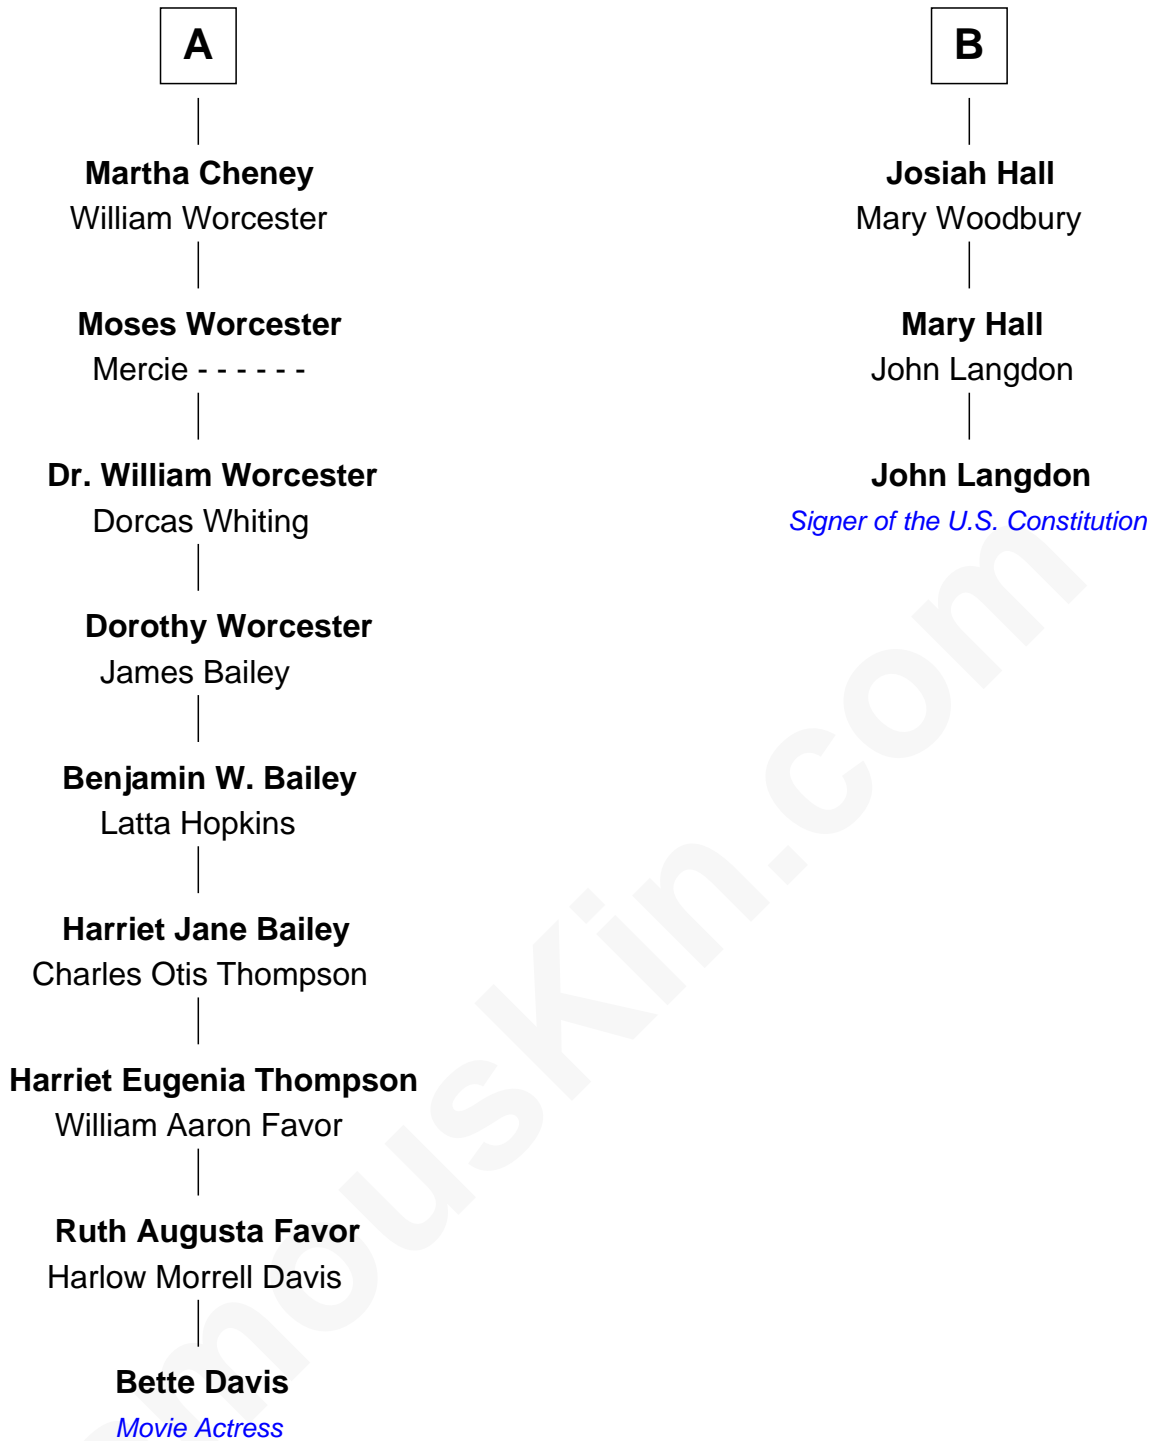 A
Martha Cheney
William Worcester
Moses Worcester
Mercie - - - - - -
Dr. William Worcester
Dorcas Whiting
Dorothy Worcester
James Bailey
Benjamin W. Bailey
Latta Hopkins
Harriet Jane Bailey
Charles Otis Thompson
Harriet Eugenia Thompson
William Aaron Favor
Ruth Augusta Favor
Harlow Morrell Davis
Bette Davis
Movie Actress
B
Josiah Hall
Mary Woodbury
Mary Hall
John Langdon
John Langdon
Signer of the U.S. Constitution
mouskin.com